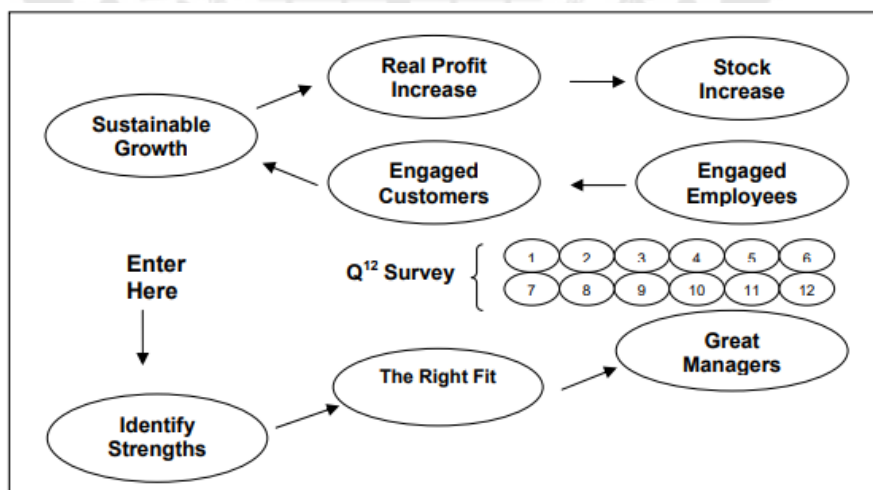 Real Profit
Increase
Stock
Increase
Sustainable
Growth
Engaged
Customers
Engaged
Employees
Enter
Here
Q¹² Survey
1 2 3 4 5 6
7 8 9 10 11 12
Great
Managers
The Right Fit
Identify
Strengths